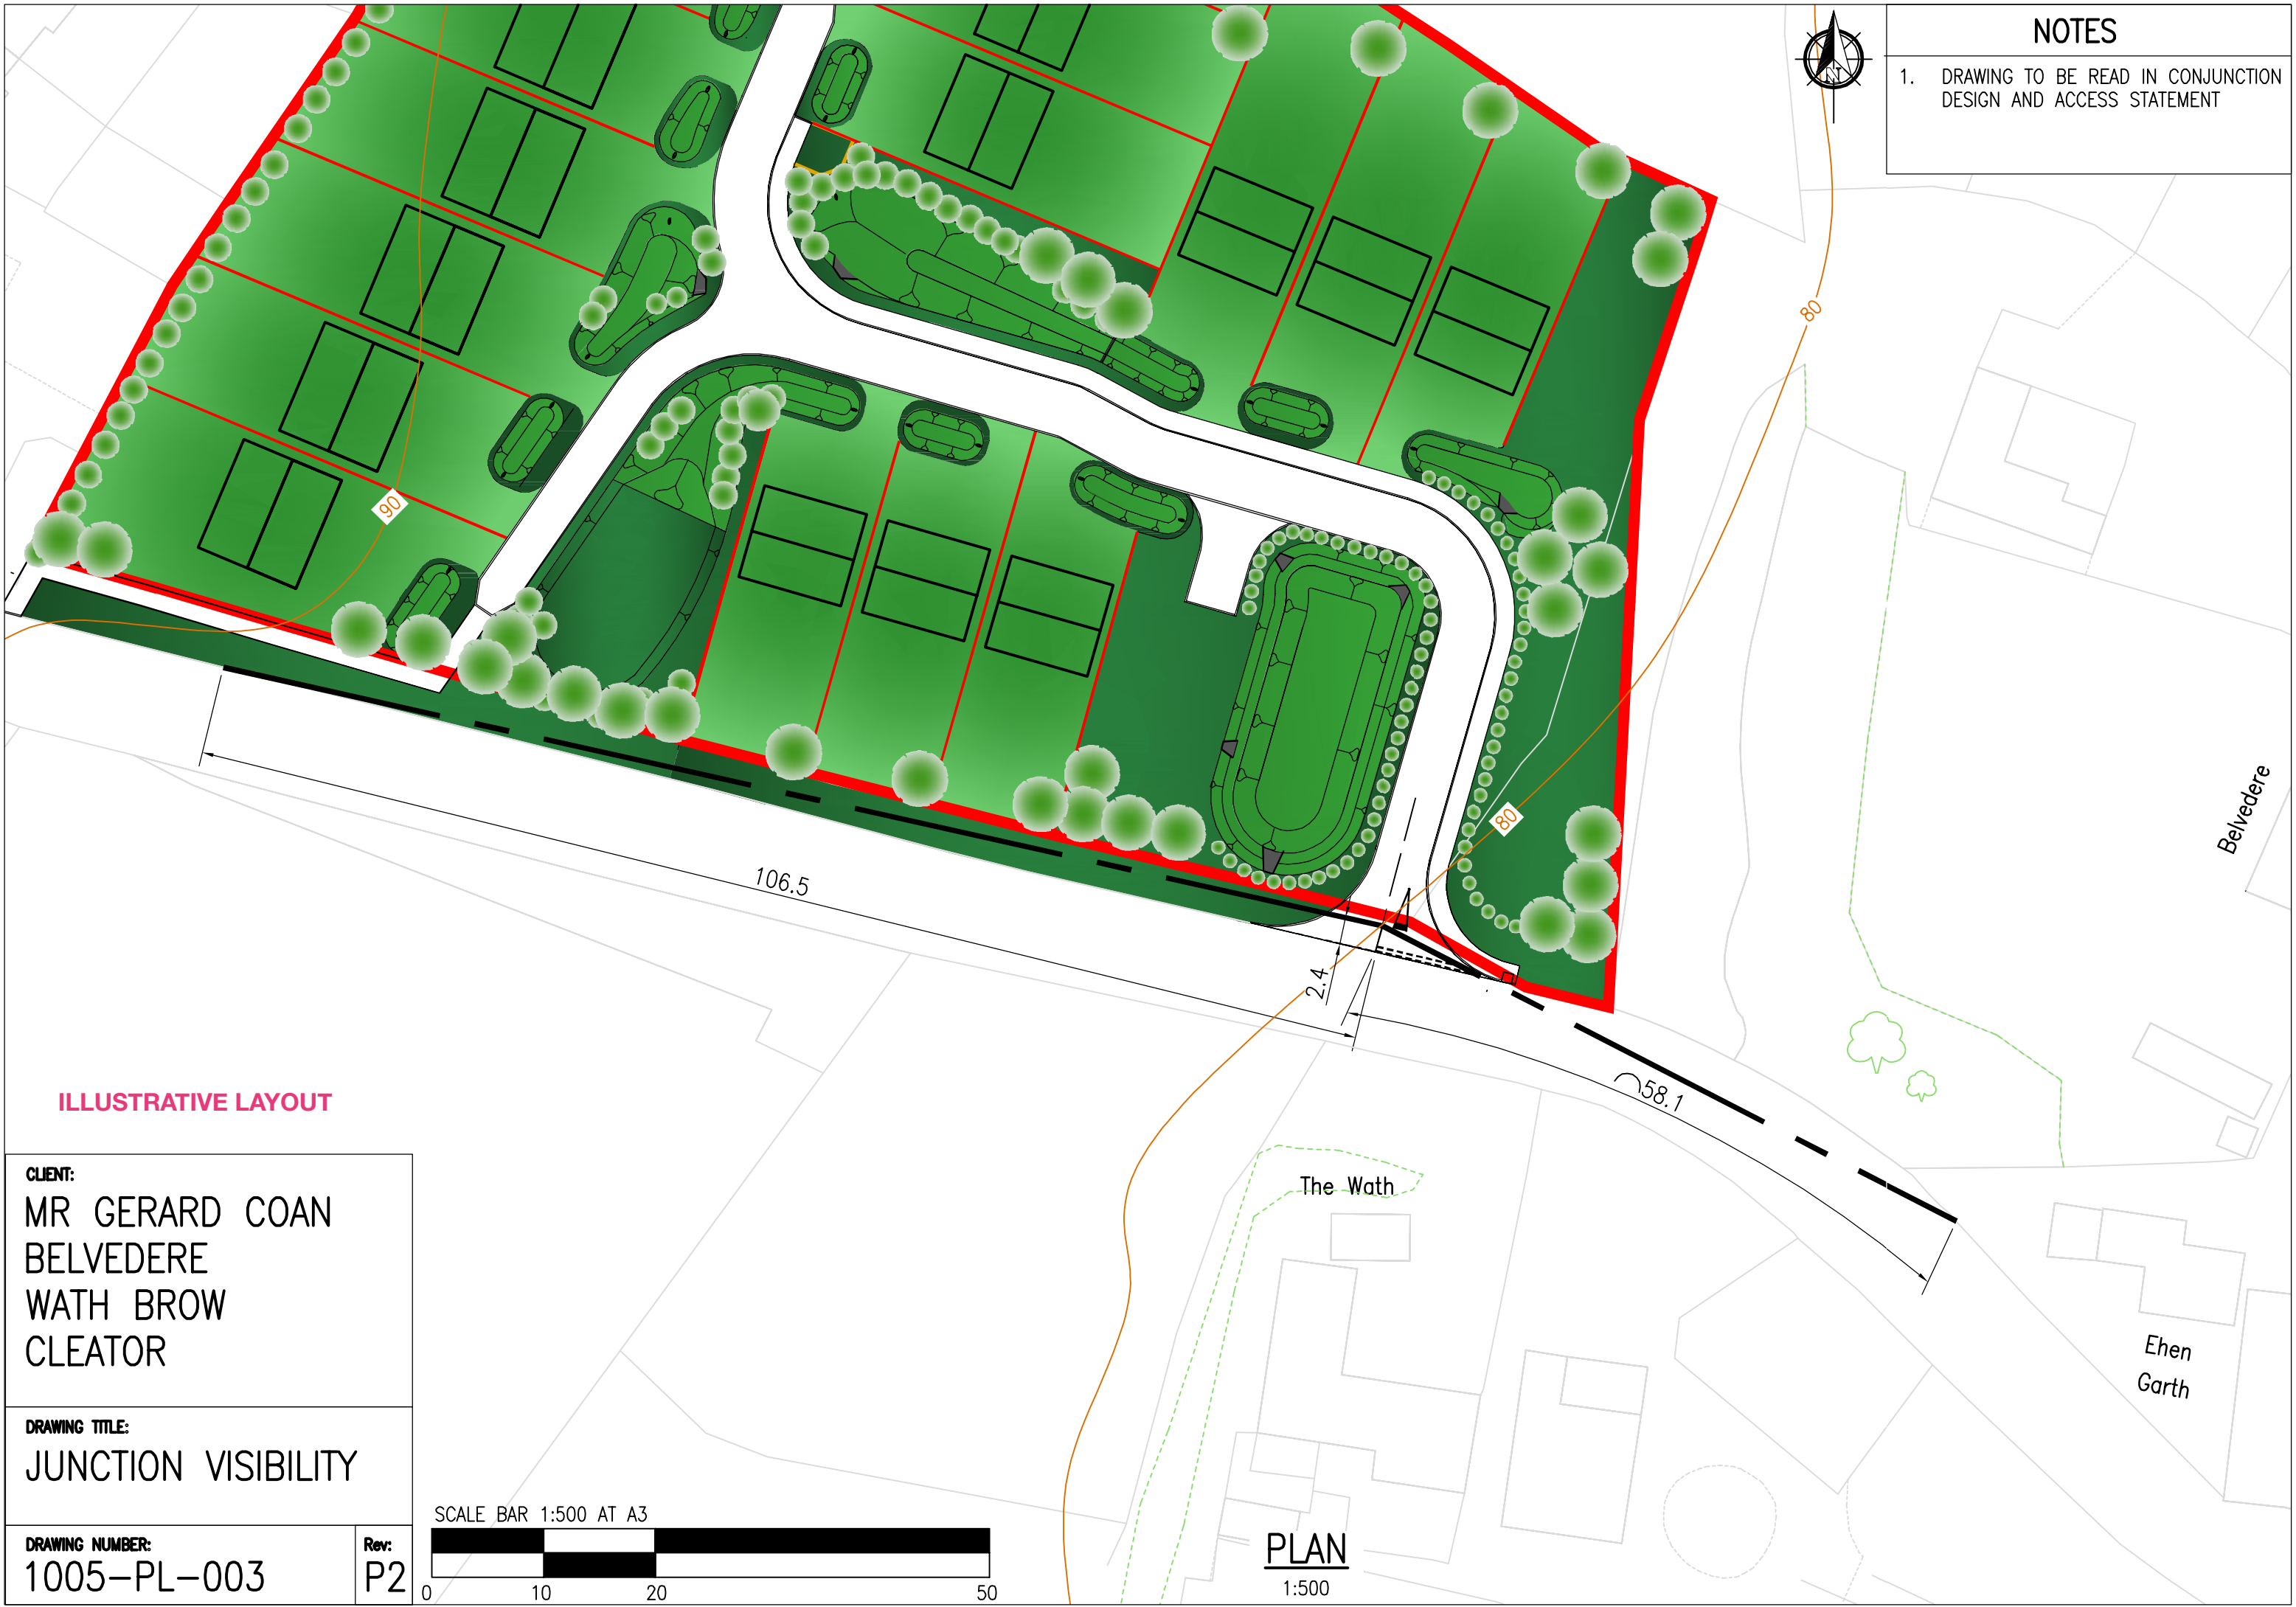 NOTES
1. DRAWING TO BE READ IN CONJUNCTION
DESIGN AND ACCESS STATEMENT
N
80
90
80
Belvedere
106.5
2.4
58.1
The Wath
Ehen
Garth
ILLUSTRATIVE LAYOUT
CLIENT:
MR GERARD COAN
BELVEDERE
WATH BROW
CLEATOR
DRAWING TITLE:
JUNCTION VISIBILITY
DRAWING NUMBER:
1005-PL-003
Rev:
P2
SCALE BAR 1:500 AT A3
0 10 20 50
PLAN
1:500